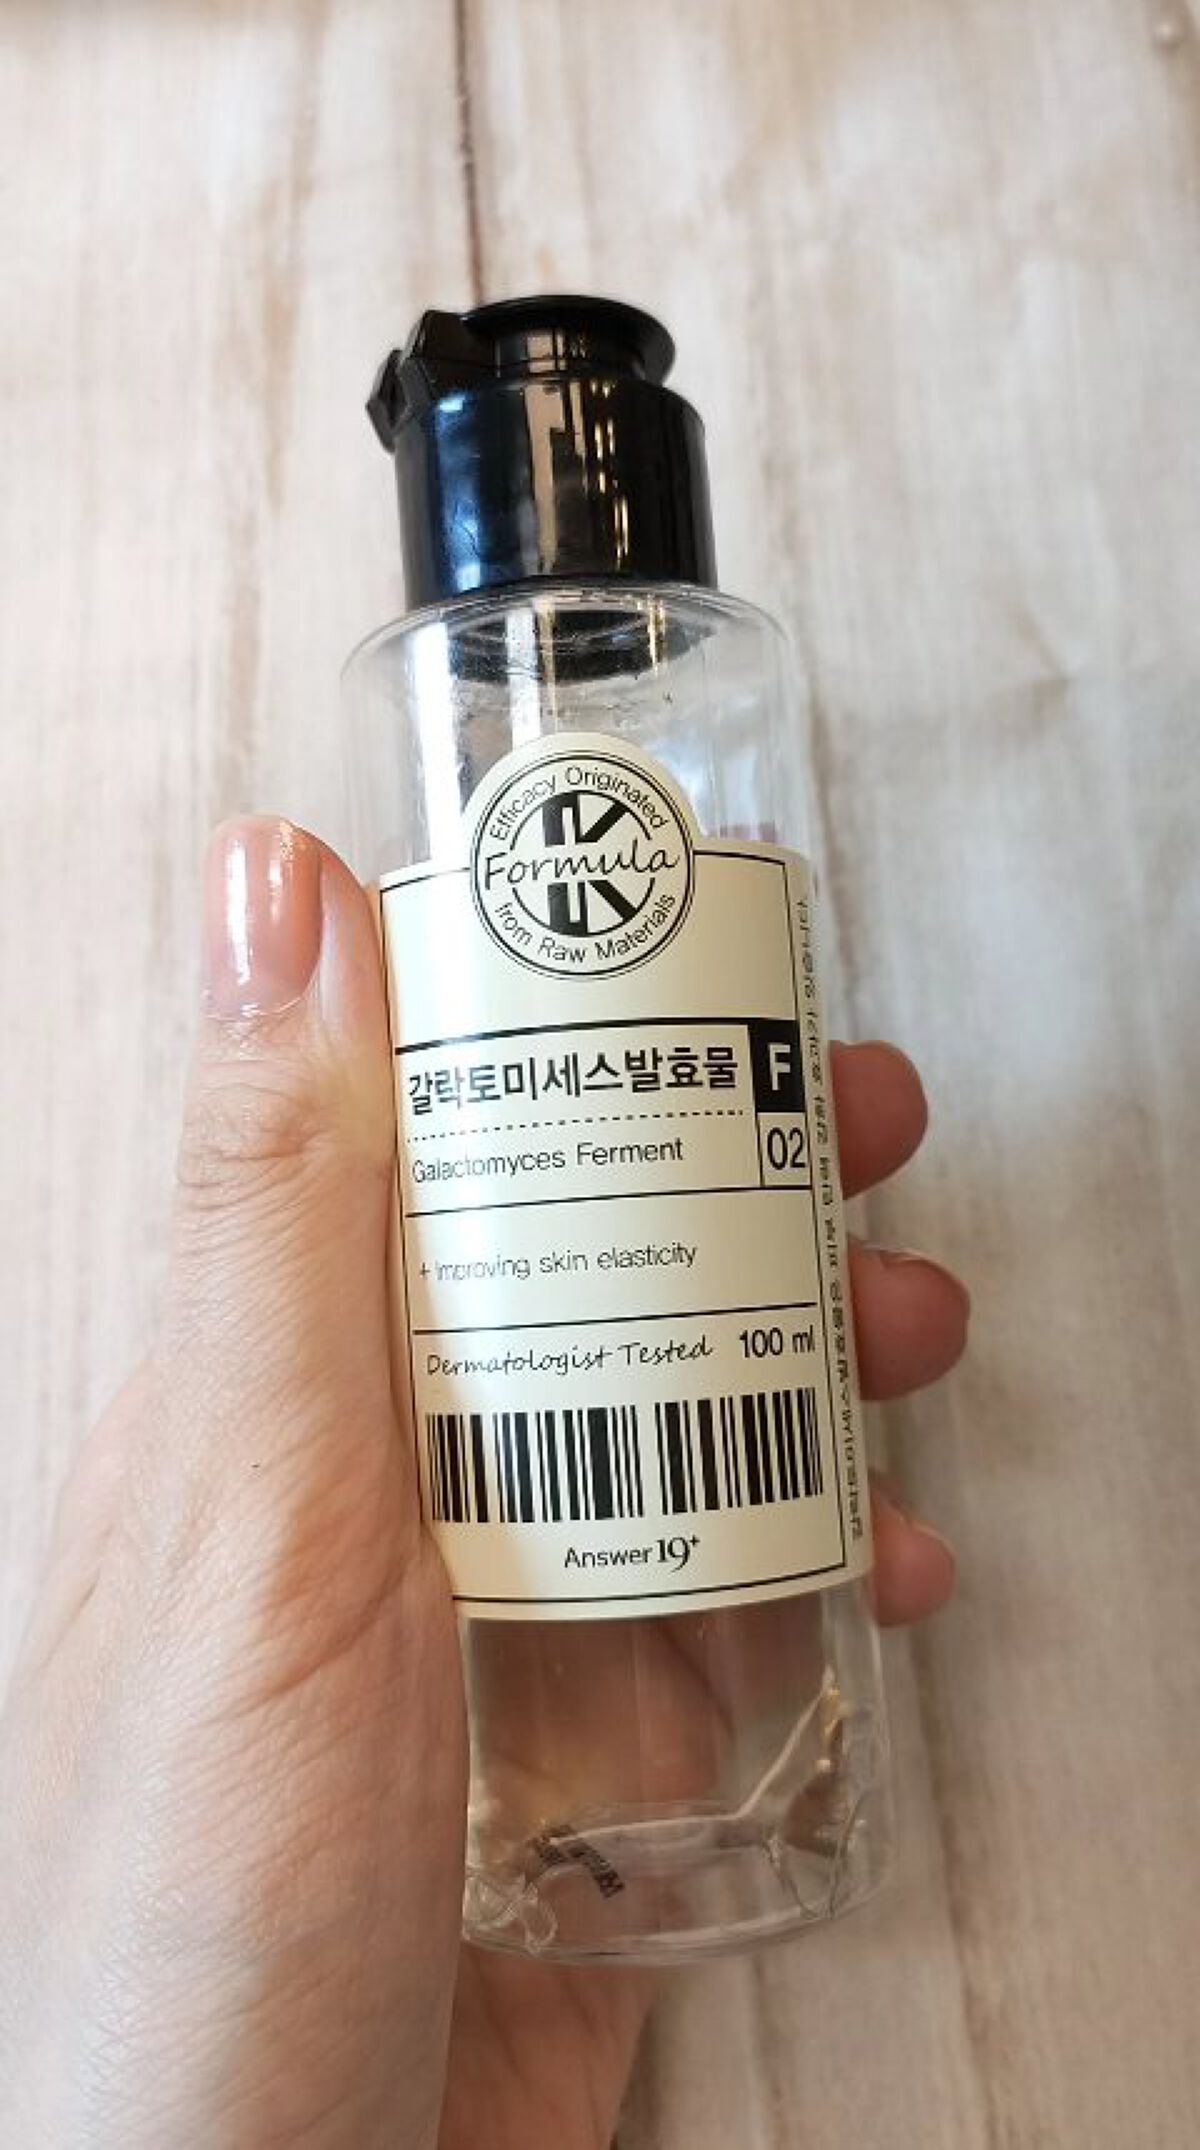 Efficacy Originated
K
Formula
from Raw Materials
갈락토미세스발효물
F
Galactomyces Ferment
02
+ Improving skin elasticity
Dermatologist Tested 100 ml
Answer 19+